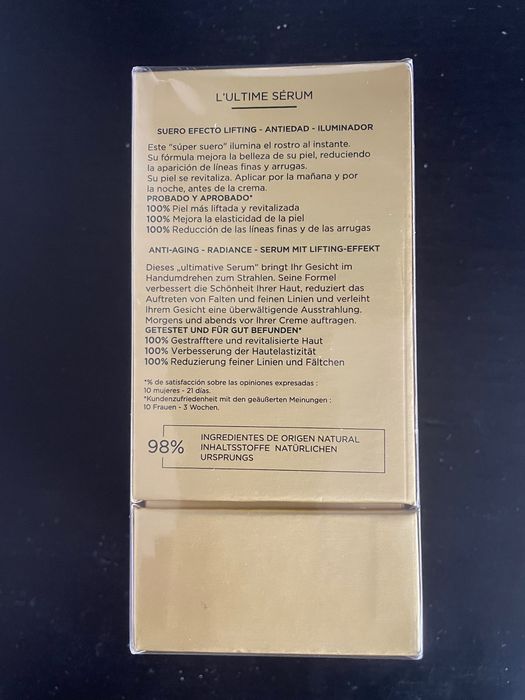 L'ULTIME SÉRUM
SUERO EFECTO LIFTING - ANTIEDAD - ILUMINADOR
Este "súper suero" ilumina el rostro al instante.
Su fórmula mejora la belleza de su piel, reduciendo
la aparición de líneas finas y arrugas.
Su piel se revitaliza. Aplicar por la mañana y por
la noche, antes de la crema.
PROBADO Y APROBADO*
100% Piel más liftada y revitalizada
100% Mejora la elasticidad de la piel
100% Reducción de las líneas finas y de las arrugas
ANTI-AGING - RADIANCE - SERUM MIT LIFTING-EFFEKT
Dieses „ultimative Serum" bringt Ihr Gesicht im
Handumdrehen zum Strahlen. Seine Formel
verbessert die Schönheit Ihrer Haut, reduziert das
Auftreten von Falten und feinen Linien und verleiht
Ihrem Gesicht eine überwältigende Ausstrahlung.
Morgens und abends vor Ihrer Creme auftragen.
GETESTET UND FÜR GUT BEFUNDEN*
100% Gestrafftere und revitalisierte Haut
100% Verbesserung der Hautelastizität
100% Reduzierung feiner Linien und Fältchen
*% de satisfacción sobre las opiniones expresadas :
10 mujeres - 21 días.
*Kundenzufriedenheit mit den geäußerten Meinungen :
10 Frauen - 3 Wochen.
98% INGREDIENTES DE ORIGEN NATURAL
INHALTSSTOFFE NATÜRLICHEN
URSPRUNGS